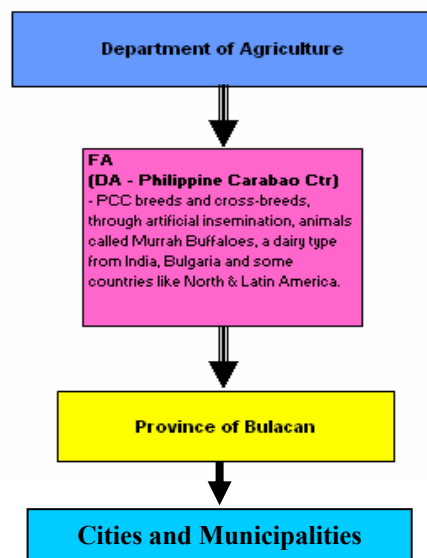 Department of Agriculture
FA
(DA - Philippine Carabao Ctr)
- PCC breeds and cross-breeds,
through artificial insemination, animals
called Murrah Buffaloes, a dairy type
from India, Bulgaria and some
countries like North & Latin America.
Province of Bulacan
Cities and Municipalities